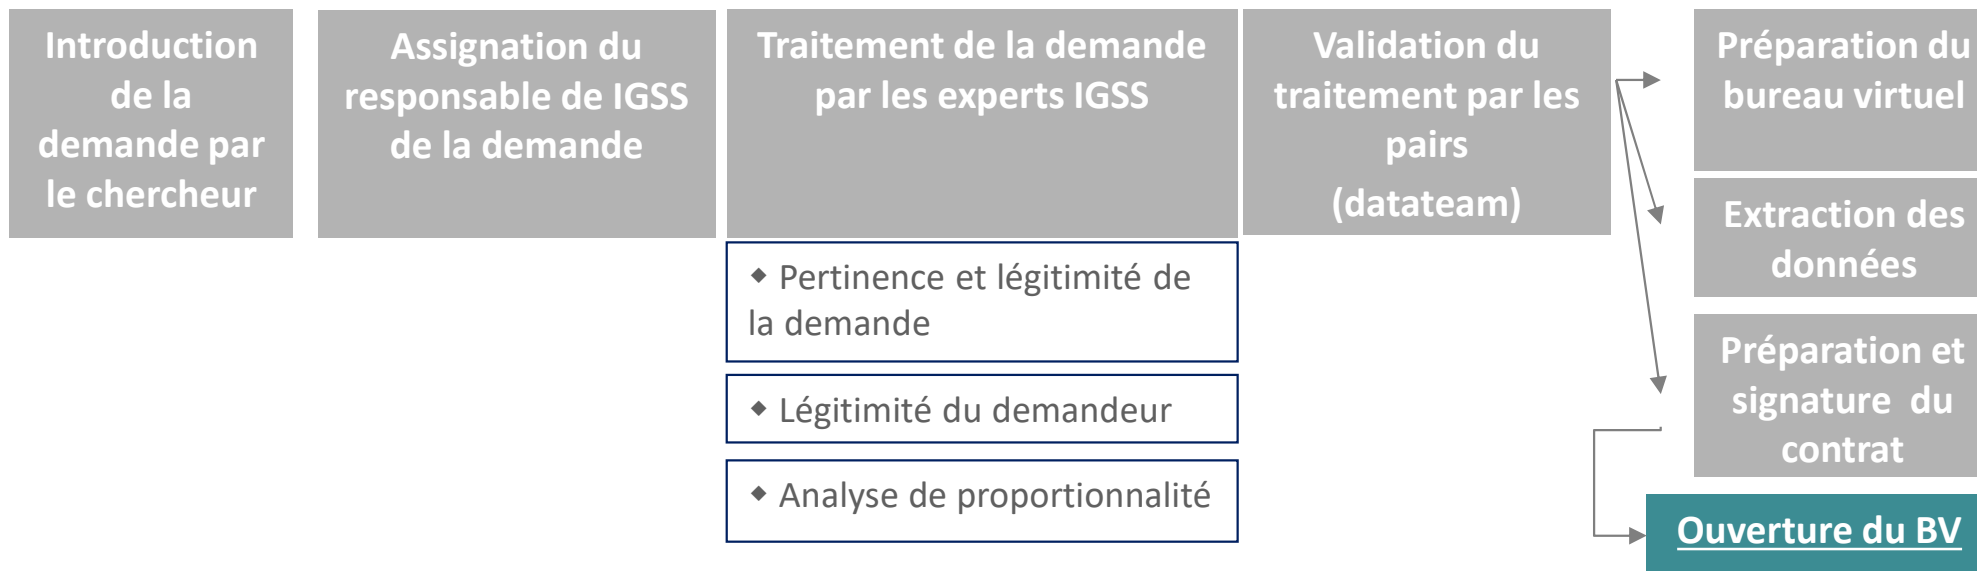 Introduction
de la
demande par
le chercheur
Assignation du
responsable de IGSS
de la demande
Traitement de la demande
par les experts IGSS
◆ Pertinence et légitimité de
la demande
◆ Légitimité du demandeur
◆ Analyse de proportionnalité
Validation du
traitement par les
pairs
(datateam)
Préparation du
bureau virtuel
Extraction des
données
Préparation et
signature du
contrat
Ouverture du BV